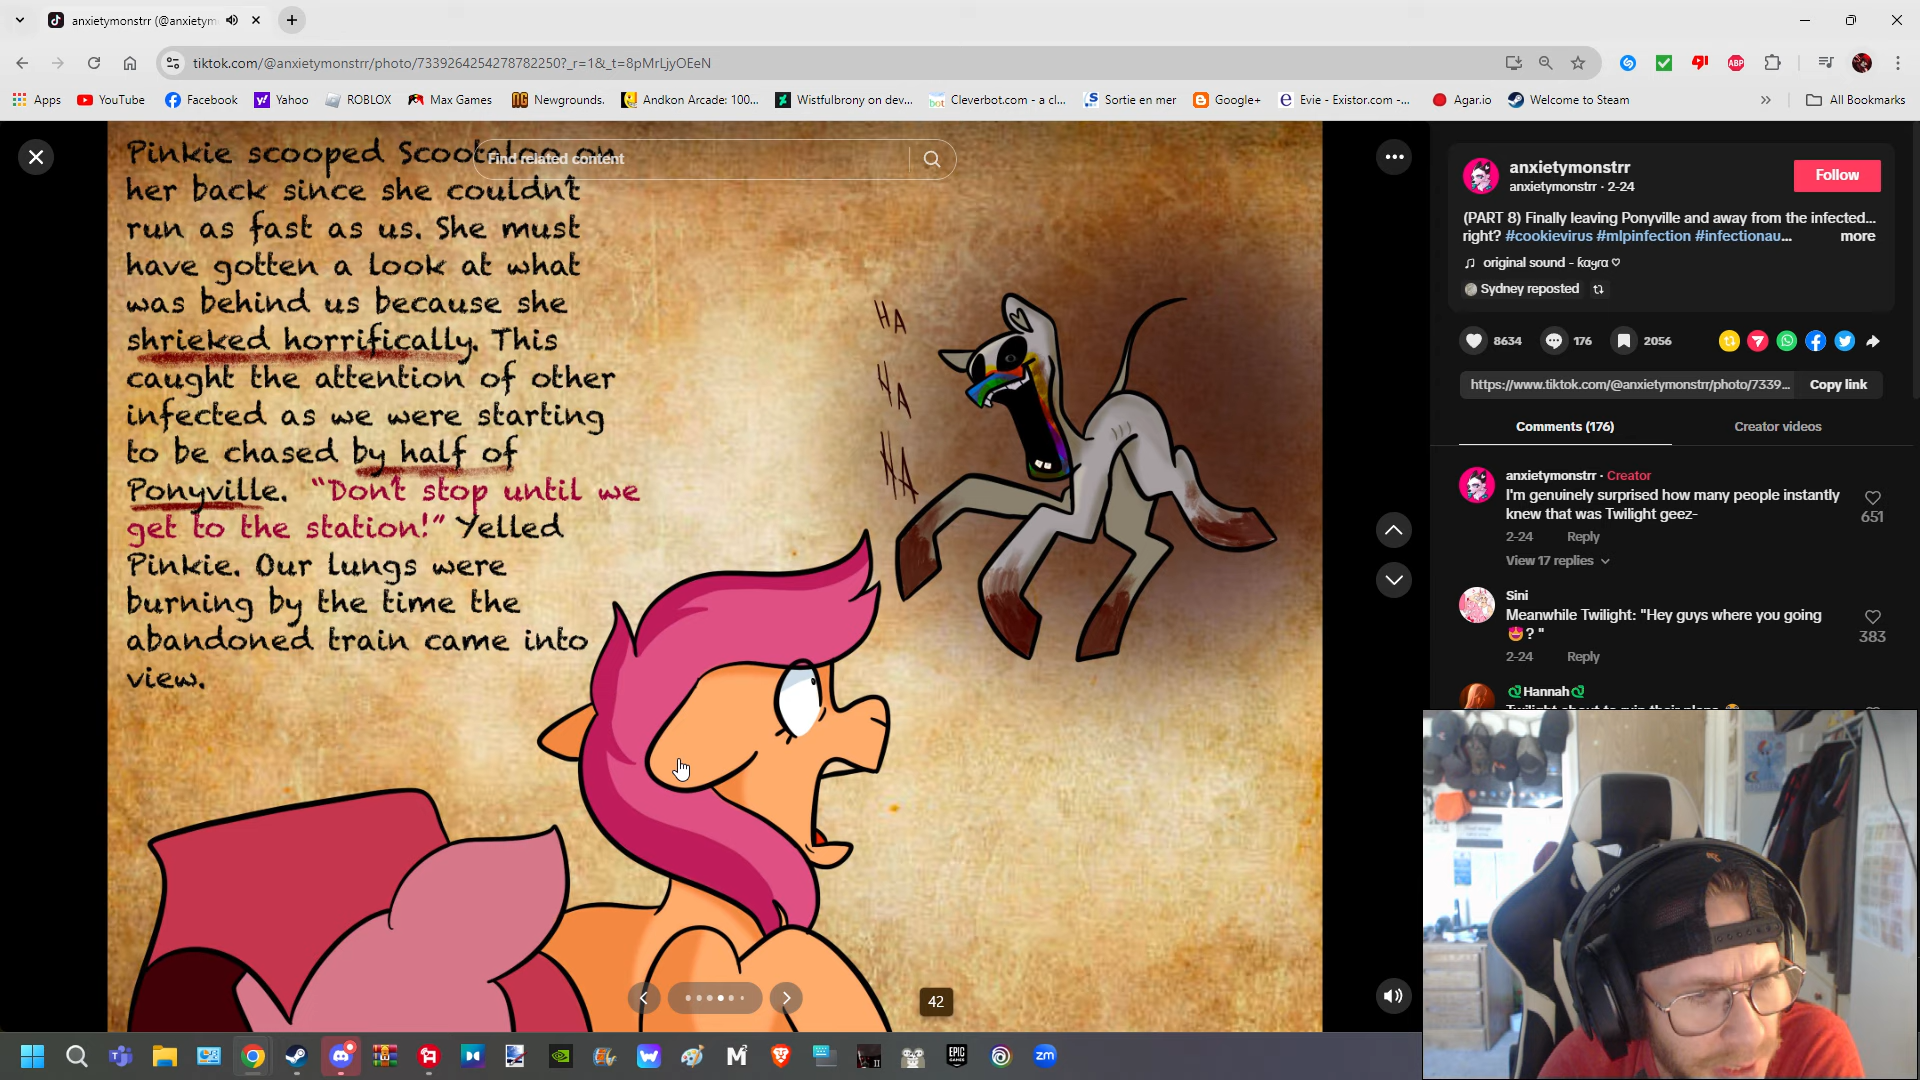 anxietymonstrr (@anxietym
tiktok.com/@anxietymonstrr/photo/7339264254278782250?_r=1&_t=8pMrLjyOEeN
ABP
Apps
YouTube
Facebook
Yahoo
ROBLOX
Max Games
Newgrounds.
Andkon Arcade: 100...
Wistfulbrony on dev...
Cleverbot.com - a cl...
Sortie en mer
Google+
Evie - Existor.com -...
Agar.io
Welcome to Steam
»
All Bookmarks
Find related content
Pinkie scooped Scootaloo on
her back since she couldn't
run as fast as us. She must
have gotten a look at what
was behind us because she
shrieked horrifically. This
caught the attention of other
infected as we were starting
to be chased by half of
Ponyville. "Don't stop until we
get to the station!" Yelled
Pinkie. Our lungs were
burning by the time the
abandoned train came into
view.
HA
HA
HA
42
anxietymonstrr
anxietymonstrr · 2-24
Follow
(PART 8) Finally leaving Ponyville and away from the infected...
right? #cookievirus #mlpinfection #infectionau...
more
original sound - kayra ♡
Sydney reposted
8634
176
2056
https://www.tiktok.com/@anxietymonstrr/photo/7339...
Copy link
Comments (176)
Creator videos
anxietymonstrr · Creator
I'm genuinely surprised how many people instantly
knew that was Twilight geez-
651
2-24
Reply
View 17 replies
Sini
Meanwhile Twilight: "Hey guys where you going
🤩? "
383
2-24
Reply
Hannah
EPIC
GAMES
zm